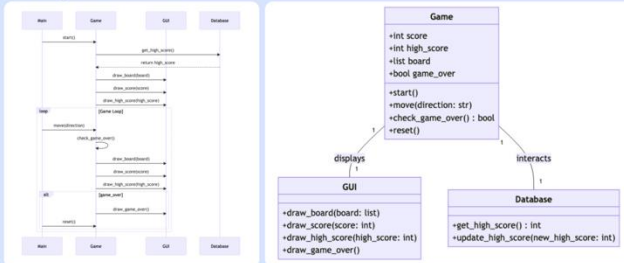 Main
Game
GUI
Database
start()
get_high_score()
return high_score
draw_board(board)
draw_score(score)
draw_high_score(high_score)
loop
[Game Loop]
move(direction)
check_game_over()
draw_board(board)
draw_score(score)
draw_high_score(high_score)
alt
[game_over]
draw_game_over()
reset()
Main
Game
GUI
Database
Game
+int score
+int high_score
+list board
+bool game_over
+start()
+move(direction: str)
+check_game_over() : bool
+reset()
1
1
displays
interacts
1
1
GUI
+draw_board(board: list)
+draw_score(score: int)
+draw_high_score(high_score: int)
+draw_game_over()
Database
+get_high_score() : int
+update_high_score(new_high_score: int)